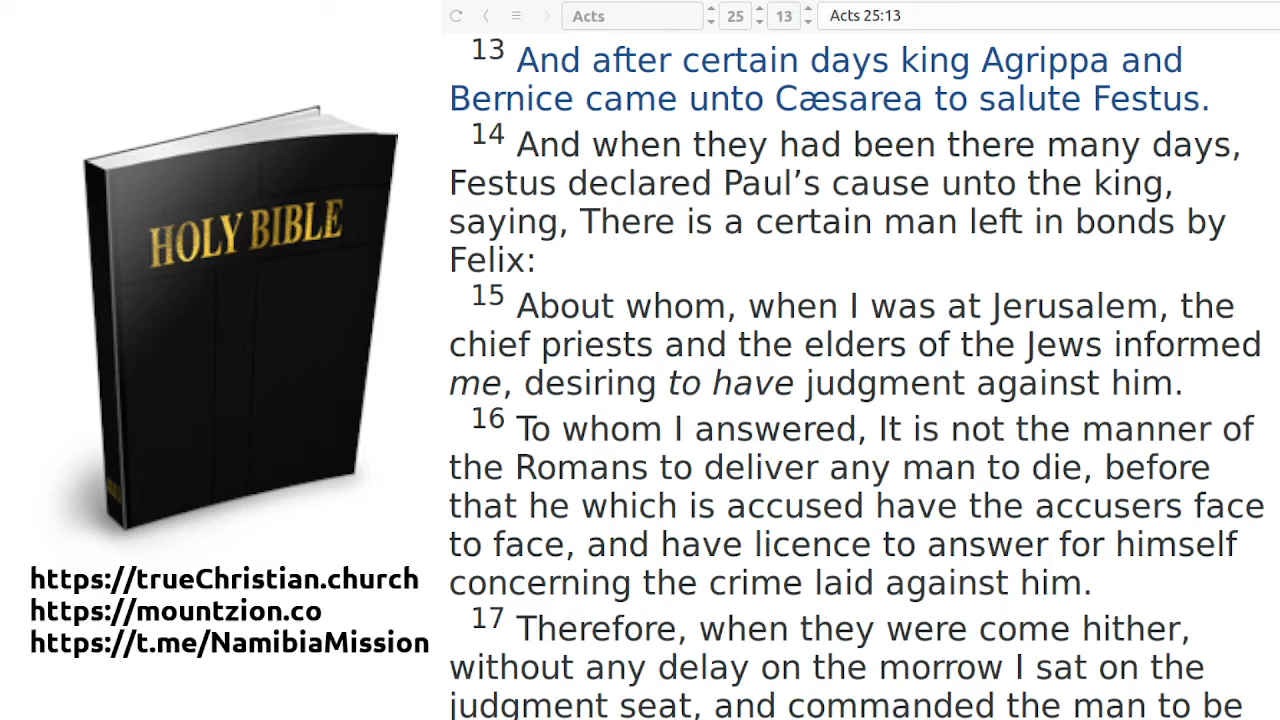 Acts 25 13 Acts 25:13
13 And after certain days king Agrippa and
Bernice came unto Cæsarea to salute Festus.
14 And when they had been there many days,
Festus declared Paul’s cause unto the king,
saying, There is a certain man left in bonds by
Felix:
15 About whom, when I was at Jerusalem, the
chief priests and the elders of the Jews informed
me, desiring to have judgment against him.
16 To whom I answered, It is not the manner of
the Romans to deliver any man to die, before
that he which is accused have the accusers face
to face, and have licence to answer for himself
concerning the crime laid against him.
17 Therefore, when they were come hither,
without any delay on the morrow I sat on the
judgment seat, and commanded the man to be
HOLY BIBLE
https://trueChristian.church
https://mountzion.co
https://t.me/NamibiaMission